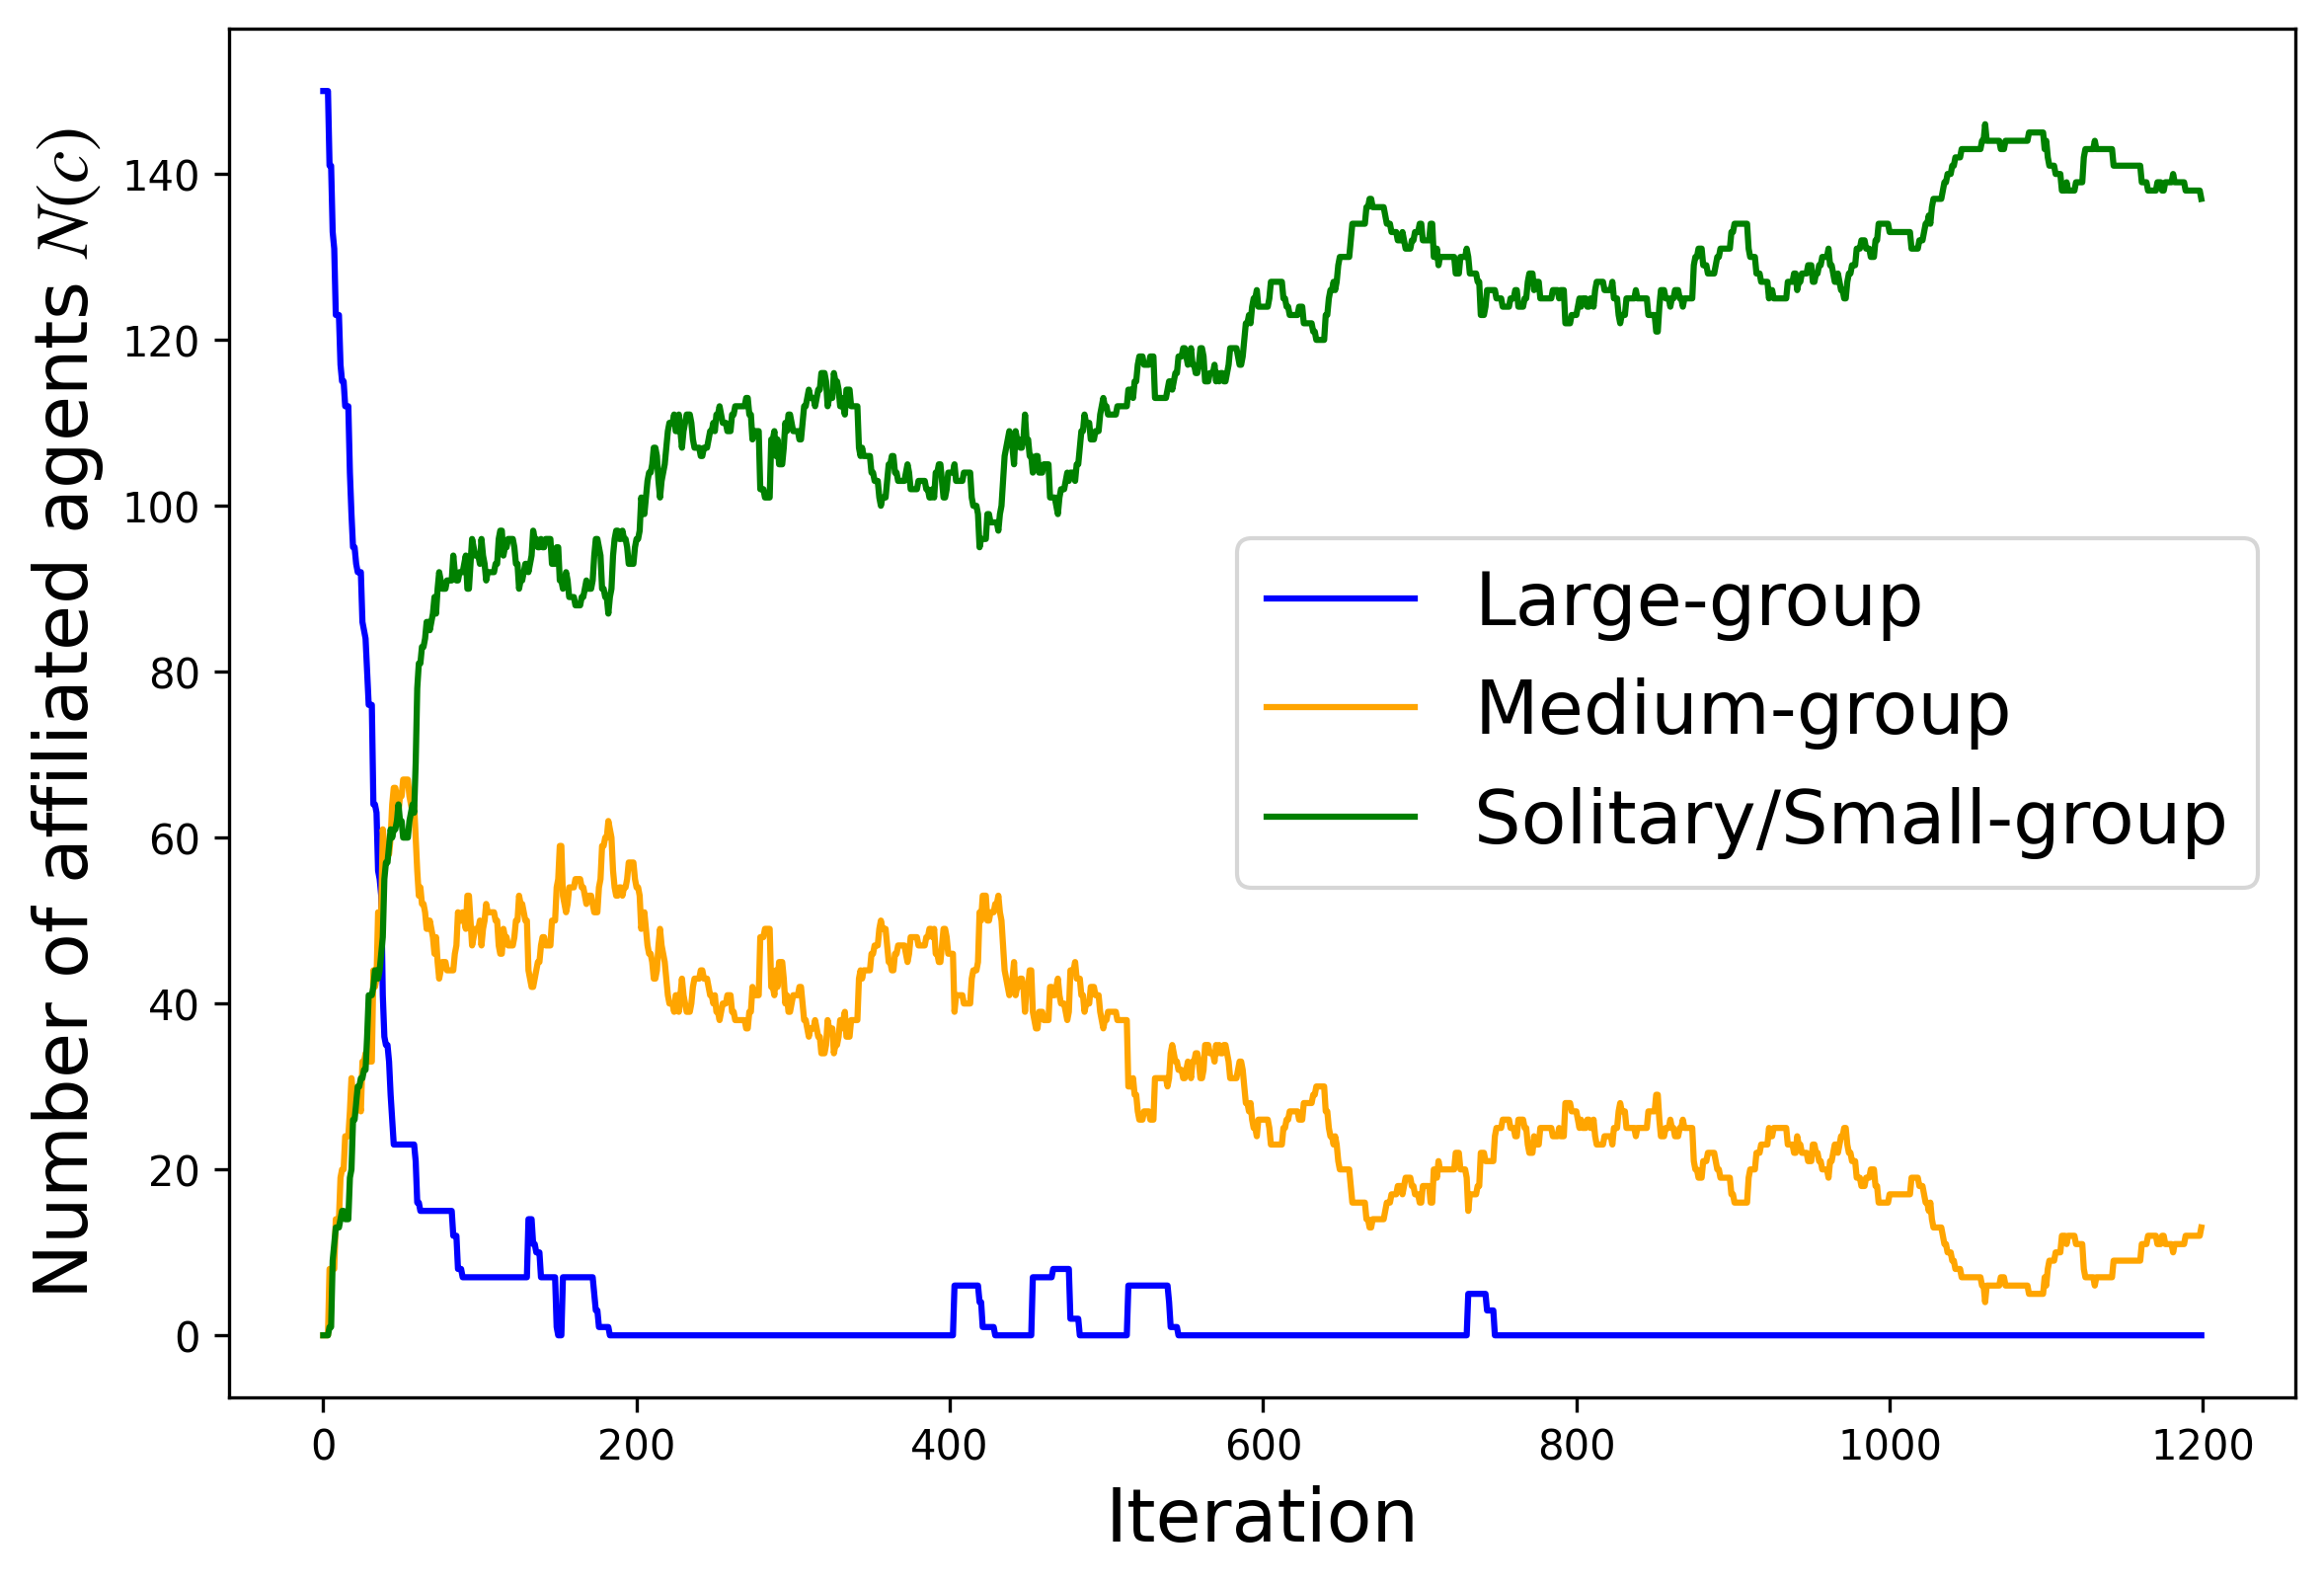 Number of affiliated agents N(c)
140
120
100
80
60
40
20
0
Large-group
Medium-group
Solitary/Small-group
0 200 400 600 800 1000 1200
Iteration